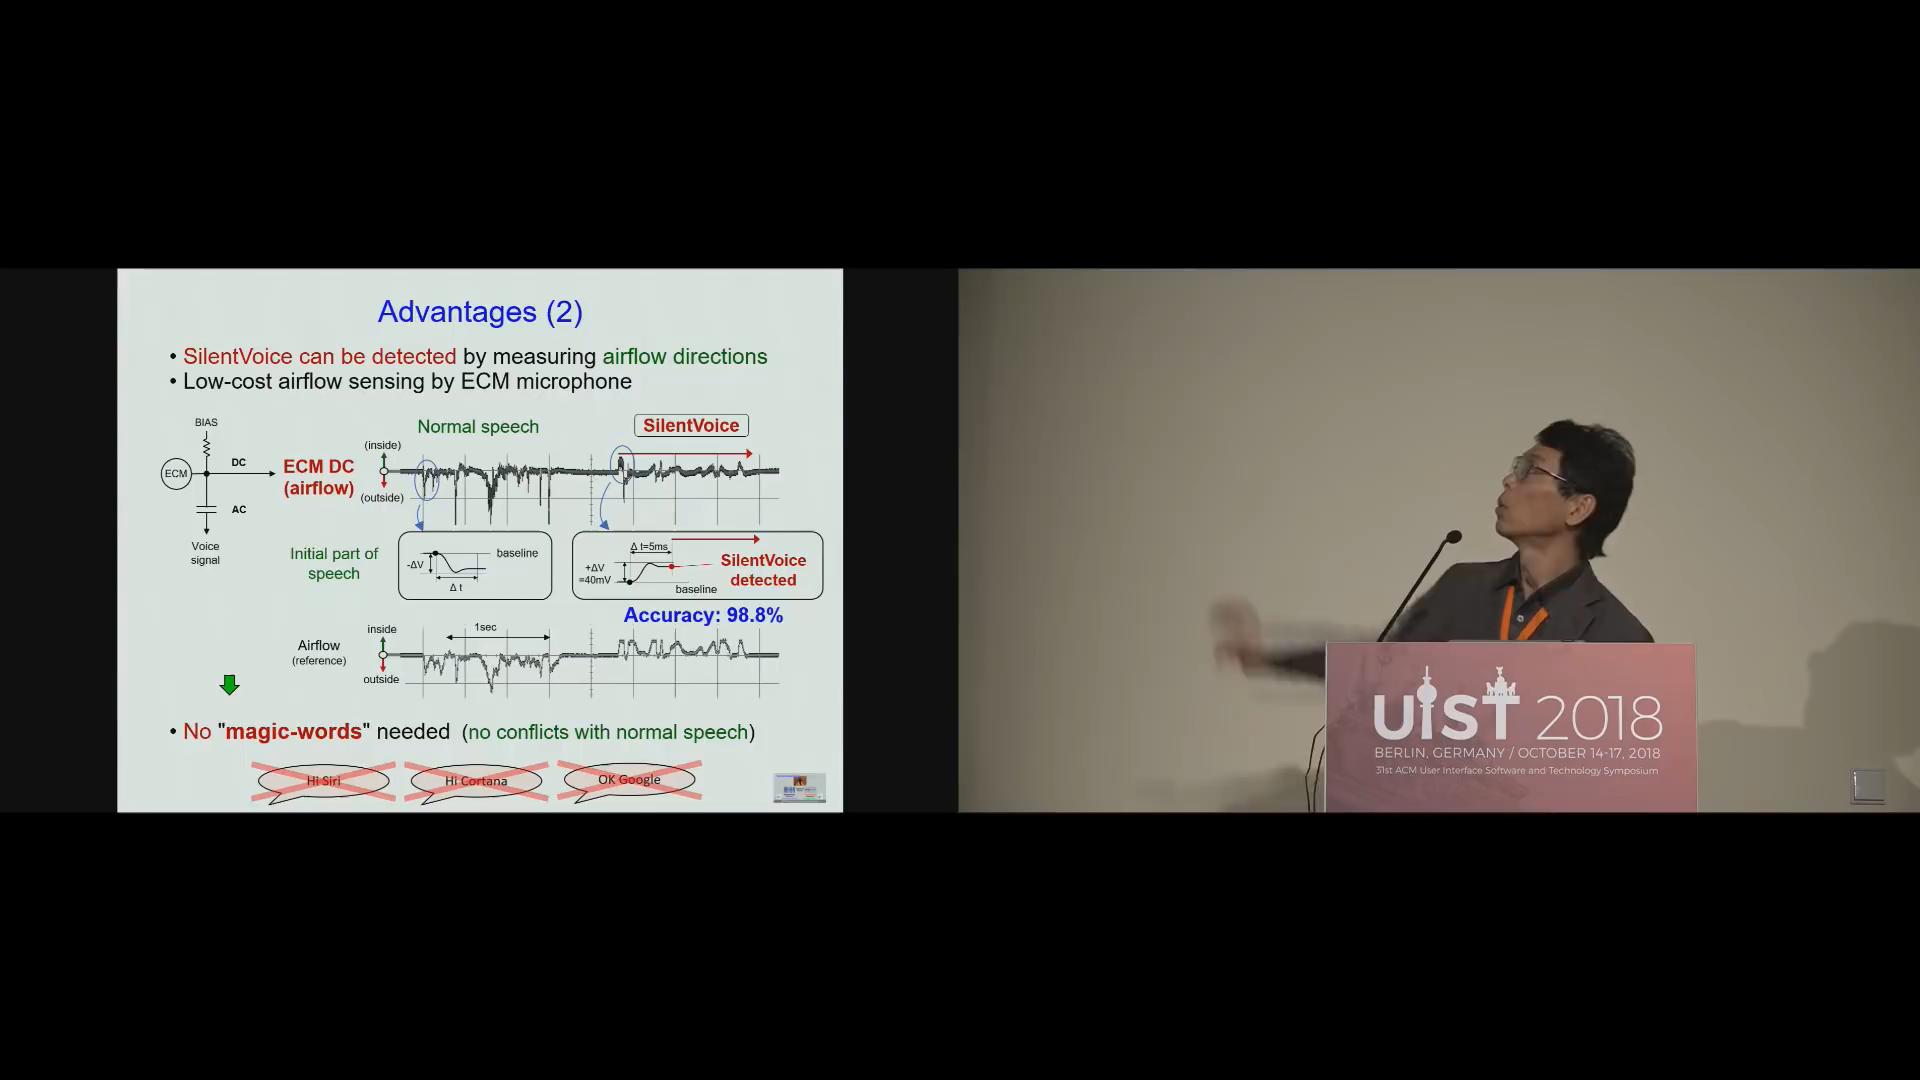 Advantages (2)
• SilentVoice can be detected by measuring airflow directions
• Low-cost airflow sensing by ECM microphone
BIAS
ECM
DC
AC
Voice
signal
ECM DC
(airflow)
(inside)
(outside)
Normal speech
SilentVoice
Initial part of
speech
-ΔV
Δ t
baseline
Δ t=5ms
+ΔV
=40mV
baseline
SilentVoice
detected
Accuracy: 98.8%
Airflow
(reference)
inside
outside
1sec
• No "magic-words" needed (no conflicts with normal speech)
Hi Siri
Hi Cortana
OK Google
UIST 2018
BERLIN, GERMANY / OCTOBER 14-17, 2018
31st ACM User Interface Software and Technology Symposium